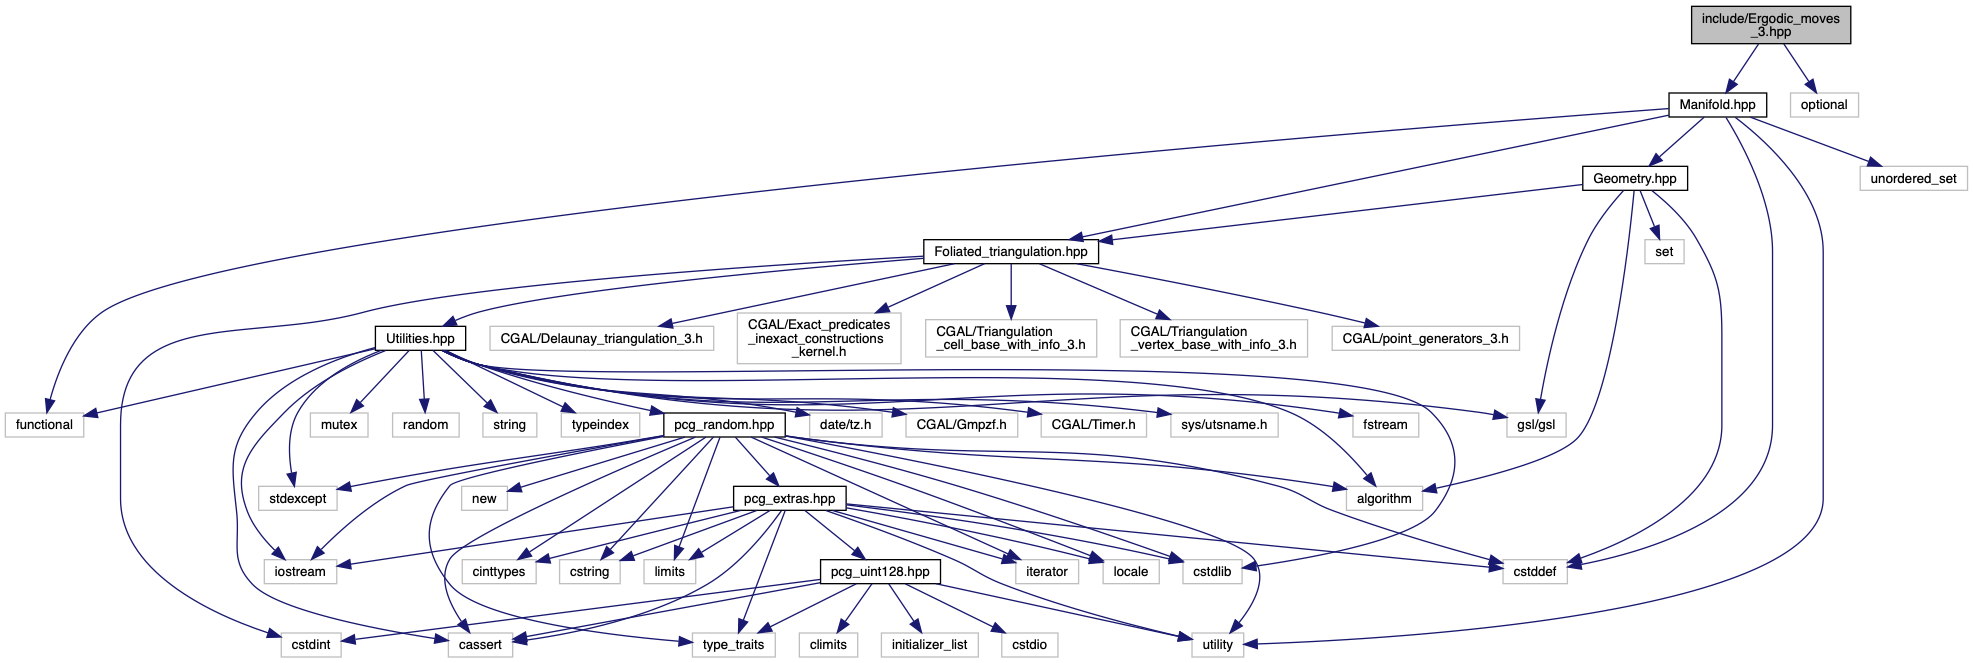 include/Ergodic_moves
_3.hpp
Manifold.hpp
optional
Geometry.hpp
unordered_set
Foliated_triangulation.hpp
set
Utilities.hpp
CGAL/Delaunay_triangulation_3.h
CGAL/Exact_predicates
_inexact_constructions
_kernel.h
CGAL/Triangulation
_cell_base_with_info_3.h
CGAL/Triangulation
_vertex_base_with_info_3.h
CGAL/point_generators_3.h
functional
mutex
random
string
typeindex
pcg_random.hpp
date/tz.h
CGAL/Gmpzf.h
CGAL/Timer.h
sys/utsname.h
fstream
gsl/gsl
stdexcept
new
pcg_extras.hpp
algorithm
iostream
cinttypes
cstring
limits
pcg_uint128.hpp
iterator
locale
cstdlib
cstddef
cstdint
cassert
type_traits
climits
initializer_list
cstdio
utility